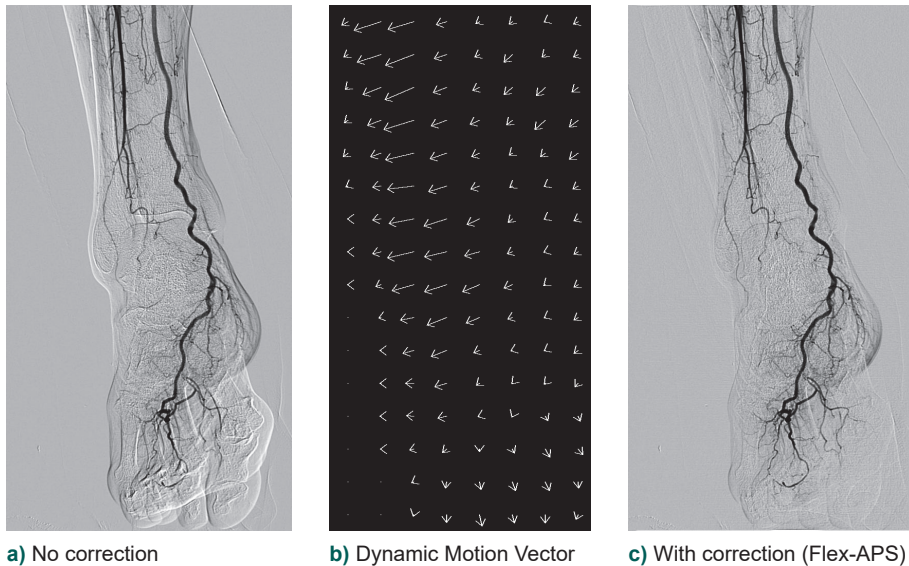 a) No correction
b) Dynamic Motion Vector
c) With correction (Flex-APS)